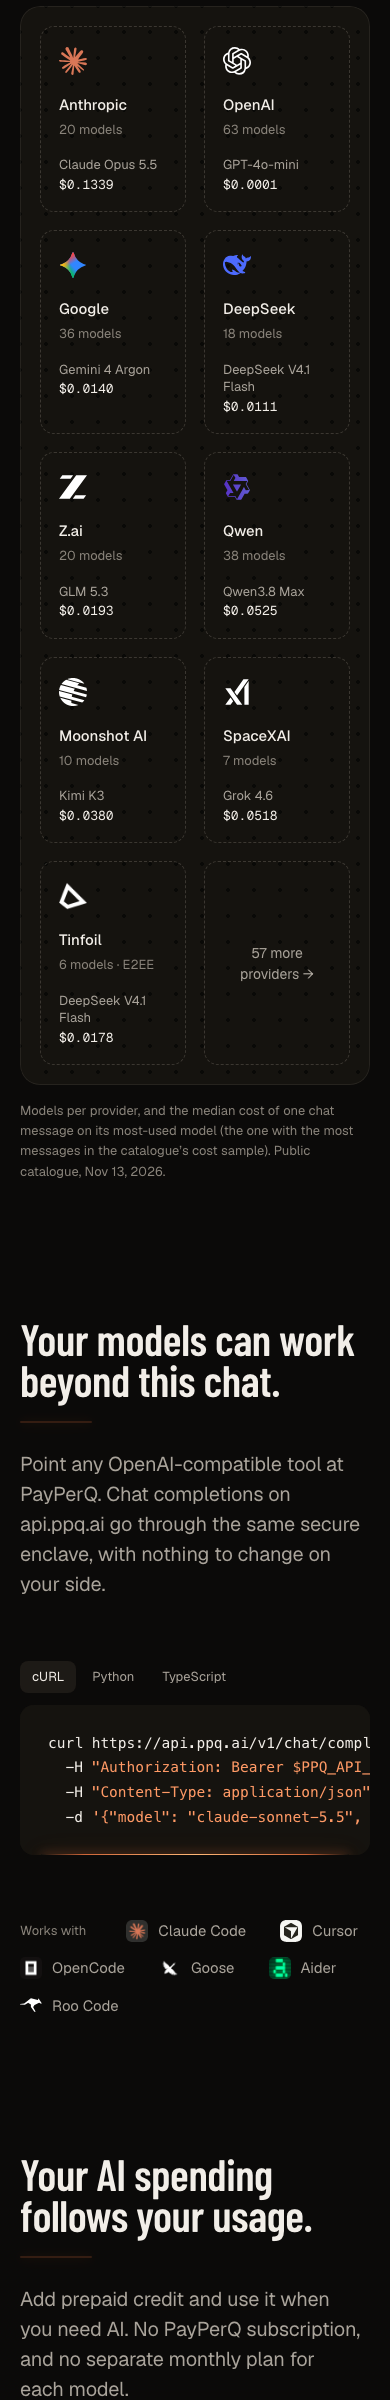 Anthropic
20 models
Claude Opus 5.5
$0.1339
OpenAI
63 models
GPT-4o-mini
$0.0001
Google
36 models
Gemini 4 Argon
$0.0140
DeepSeek
18 models
DeepSeek V4.1
Flash
$0.0111
Z.ai
20 models
GLM 5.3
$0.0193
Qwen
38 models
Qwen3.8 Max
$0.0525
Moonshot AI
10 models
Kimi K3
$0.0380
SpaceXAI
7 models
Grok 4.6
$0.0518
Tinfoil
6 models · E2EE
DeepSeek V4.1
Flash
$0.0178
57 more
providers →
Models per provider, and the median cost of one chat
message on its most-used model (the one with the most
messages in the catalogue's cost sample). Public
catalogue, Nov 13, 2026.
Your models can work
beyond this chat.
Point any OpenAI-compatible tool at
PayPerQ. Chat completions on
api.ppq.ai go through the same secure
enclave, with nothing to change on
your side.
cURL Python TypeScript
curl https://api.ppq.ai/v1/chat/compl
-H "Authorization: Bearer $PPQ_API_
-H "Content-Type: application/json"
-d '{"model": "claude-sonnet-5.5",
Works with Claude Code Cursor
OpenCode Goose Aider
Roo Code
Your AI spending
follows your usage.
Add prepaid credit and use it when
you need AI. No PayPerQ subscription,
and no separate monthly plan for
each model.